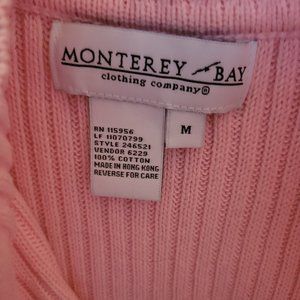 MONTEREY BAY
clothing company®
RN 115956
LF 11070799
STYLE 246521
VENDOR 6229
100% COTTON
MADE IN HONG KONG
REVERSE FOR CARE
M